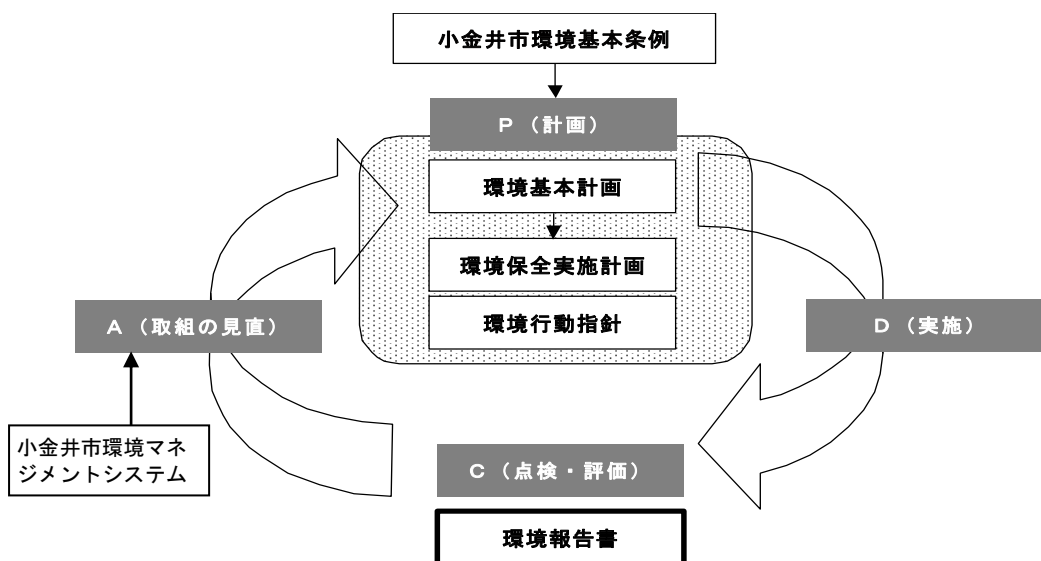 小金井市環境基本条例
P（計画）
環境基本計画
環境保全実施計画
環境行動指針
A（取組の見直）
D（実施）
小金井市環境マネ
ジメントシステム
C（点検・評価）
環境報告書